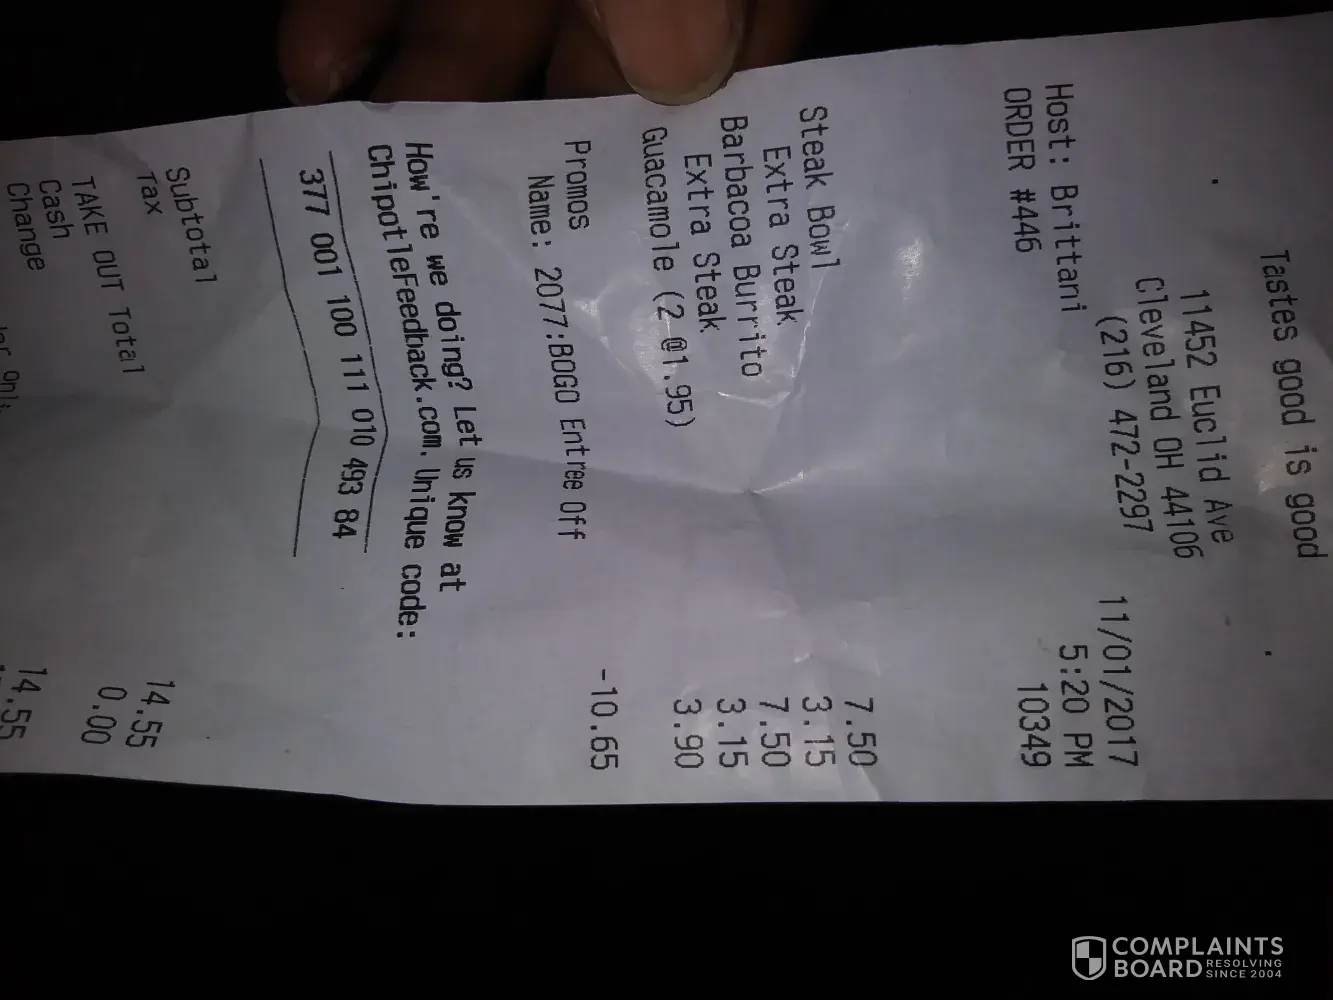 Tastes good is good
11452 Euclid Ave
Cleveland OH 44106
(216) 472-2297
11/01/2017
Host: Brittani 5:20 PM
ORDER #446 10349
Steak Bowl 7.50
Extra Steak 3.15
Barbacoa Burrito 7.50
Extra Steak 3.15
Guacamole (2 @1.95) 3.90
Promos -10.65
Name: 2077:BOGO Entree Off
How're we doing? Let us know at
ChipotleFeedback.com. Unique code:
377 001 100 111 010 493 84
Subtotal 14.55
Tax 0.00
TAKE OUT Total 14.55
Cash
Change
COMPLAINTS
BOARD RESOLVING
SINCE 2004